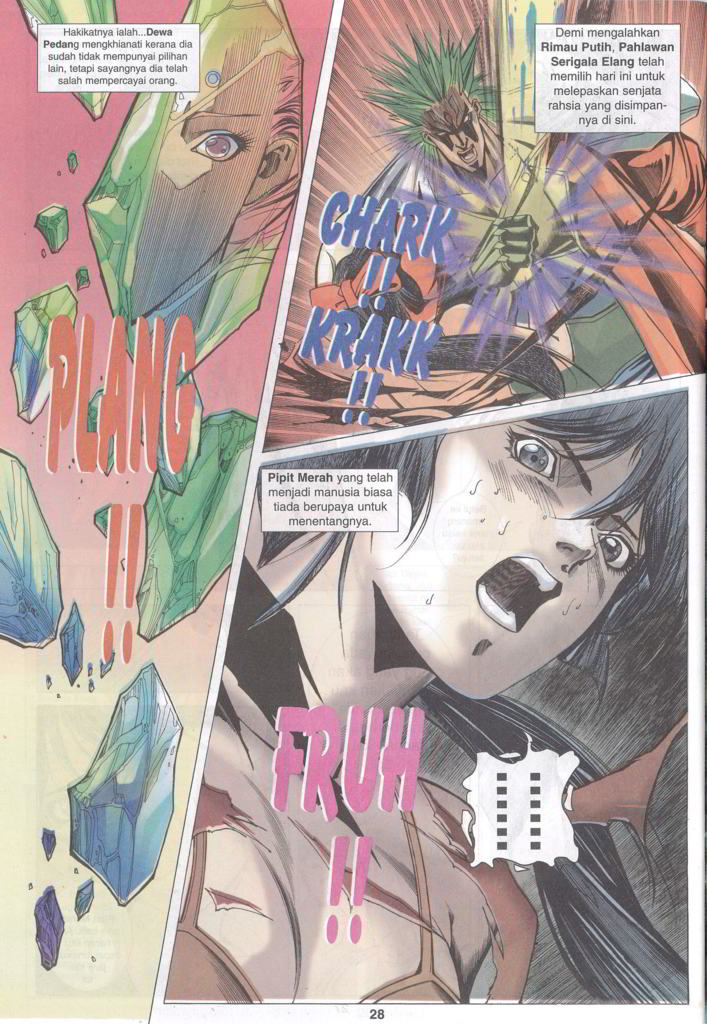 Hakikatnya ialah...Dewa
Pedang mengkhianati kerana dia
sudah tidak mempunyai pilihan
lain, tetapi sayangnya dia telah
salah mempercayai orang.
Demi mengalahkan
Rimau Putih, Pahlawan
Serigala Elang telah
memilih hari ini untuk
melepaskan senjata
rahsia yang disimpan-
nya di sini.
CHARK
!!
KRAKK
!!
PLANG
!!
Pipit Merah yang telah
menjadi manusia biasa
tiada berupaya untuk
menentangnya.
FRUH
!!
28